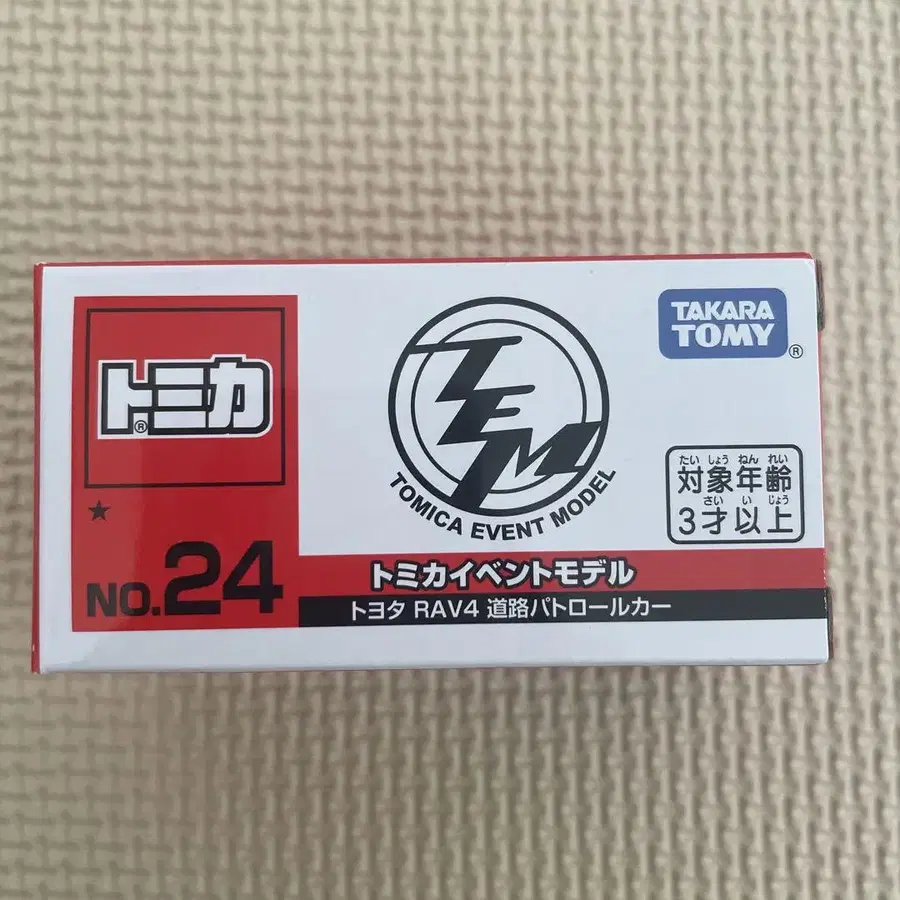 トミカ®
★
NO.24
TEM
TOMICA EVENT MODEL
TAKARA
TOMY®
たいしょうねんれい
対象年齢
さいいじょう
3才以上
トミカイベントモデル
トヨタ RAV4 道路パトロールカー